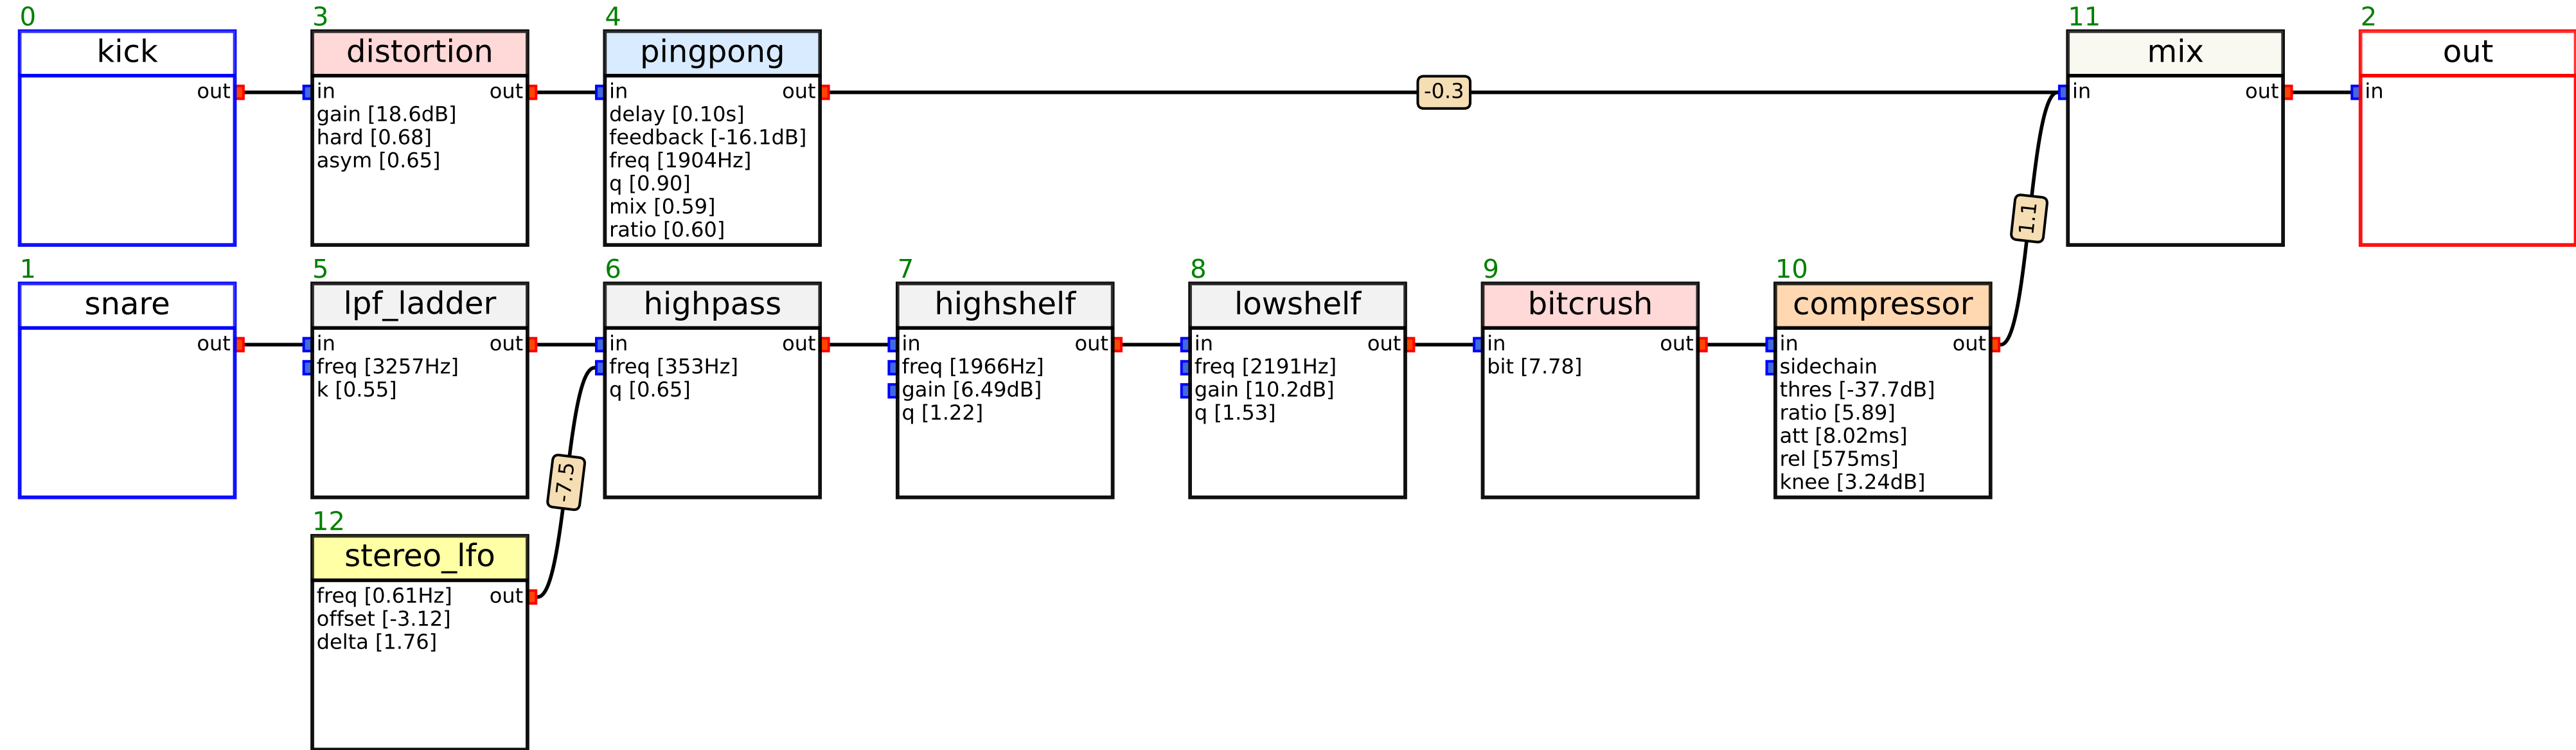 0
kick
out
3
distortion
in out
gain [18.6dB]
hard [0.68]
asym [0.65]
4
pingpong
in out
delay [0.10s]
feedback [-16.1dB]
freq [1904Hz]
q [0.90]
mix [0.59]
ratio [0.60]
-0.3
11
mix
in out
2
out
in
1
snare
out
5
lpf_ladder
in out
freq [3257Hz]
k [0.55]
6
highpass
in out
freq [353Hz]
q [0.65]
7
highshelf
in out
freq [1966Hz]
gain [6.49dB]
q [1.22]
8
lowshelf
in out
freq [2191Hz]
gain [10.2dB]
q [1.53]
9
bitcrush
in out
bit [7.78]
10
compressor
in out
sidechain
thres [-37.7dB]
ratio [5.89]
att [8.02ms]
rel [575ms]
knee [3.24dB]
1.1
-7.5
12
stereo_lfo
freq [0.61Hz] out
offset [-3.12]
delta [1.76]